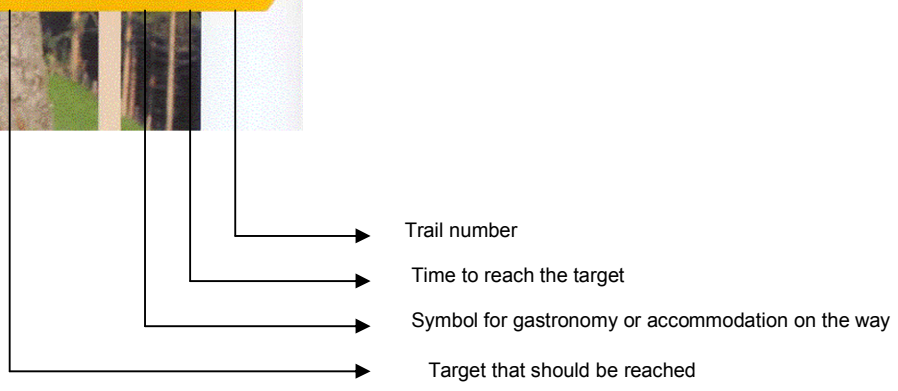 Trail number
Time to reach the target
Symbol for gastronomy or accommodation on the way
Target that should be reached